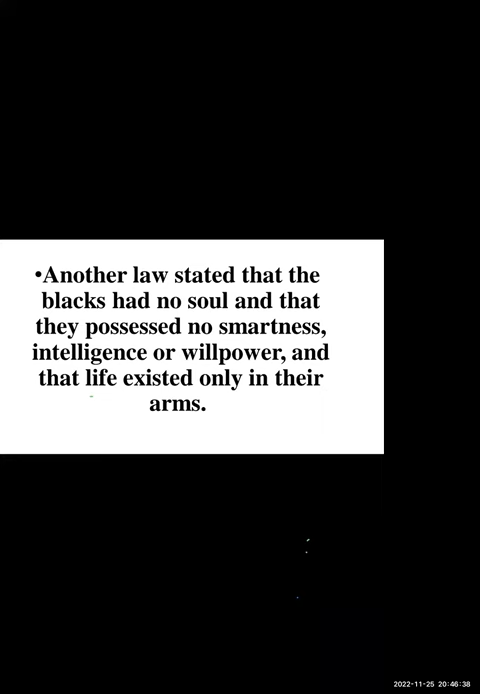 •Another law stated that the
blacks had no soul and that
they possessed no smartness,
intelligence or willpower, and
that life existed only in their
arms.
2022-11-25 20:46:38